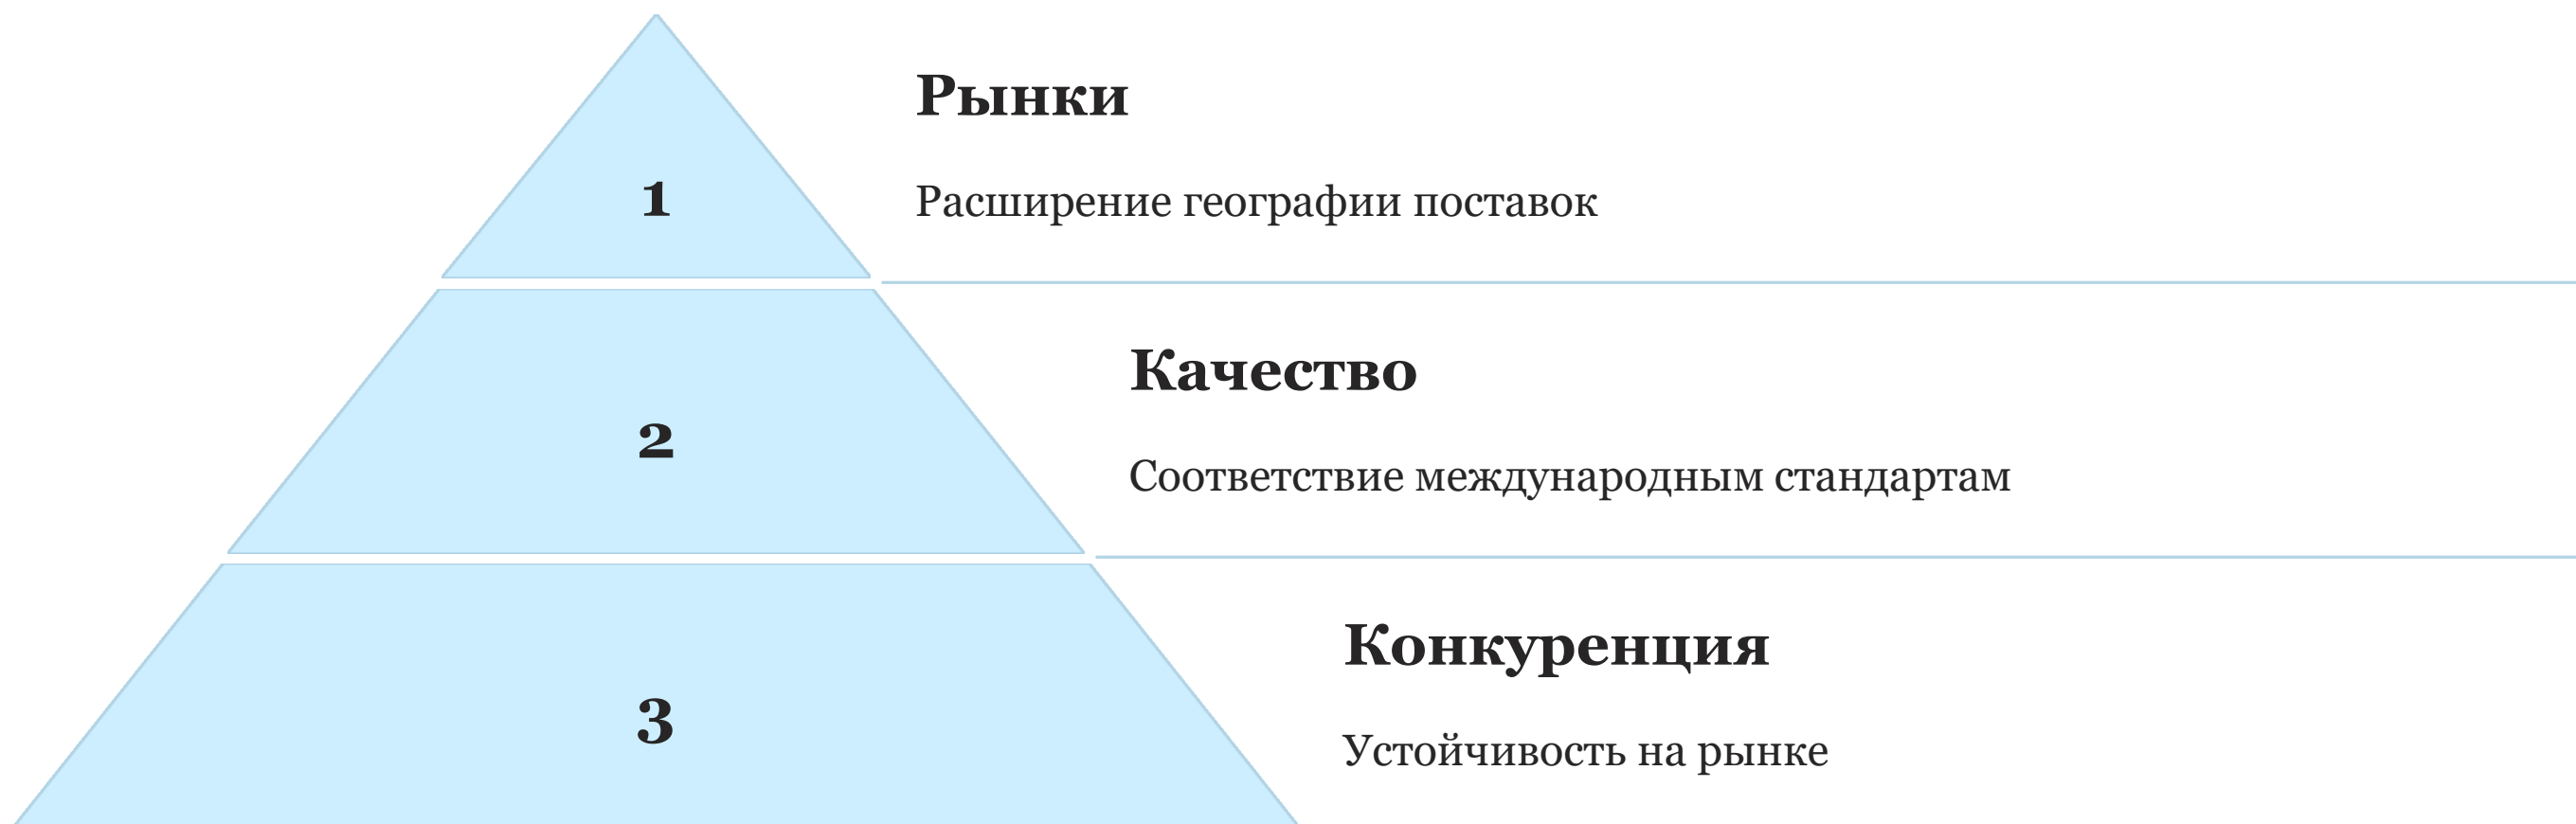 Рынки
1
Расширение географии поставок
Качество
2
Соответствие международным стандартам
Конкуренция
3
Устойчивость на рынке